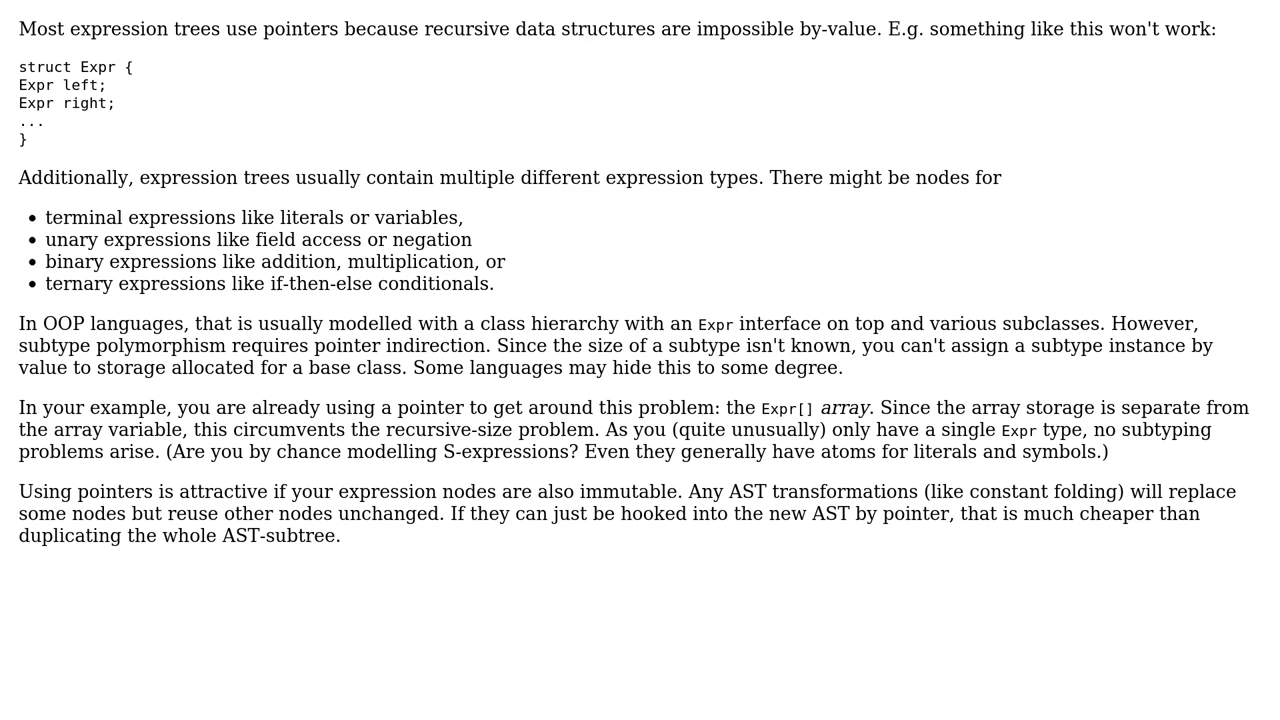 Most expression trees use pointers because recursive data structures are impossible by-value. E.g. something like this won't work:
struct Expr {
Expr left;
Expr right;
...
}
Additionally, expression trees usually contain multiple different expression types. There might be nodes for
• terminal expressions like literals or variables,
• unary expressions like field access or negation
• binary expressions like addition, multiplication, or
• ternary expressions like if-then-else conditionals.
In OOP languages, that is usually modelled with a class hierarchy with an Expr interface on top and various subclasses. However,
subtype polymorphism requires pointer indirection. Since the size of a subtype isn't known, you can't assign a subtype instance by
value to storage allocated for a base class. Some languages may hide this to some degree.
In your example, you are already using a pointer to get around this problem: the Expr[] array. Since the array storage is separate from
the array variable, this circumvents the recursive-size problem. As you (quite unusually) only have a single Expr type, no subtyping
problems arise. (Are you by chance modelling S-expressions? Even they generally have atoms for literals and symbols.)
Using pointers is attractive if your expression nodes are also immutable. Any AST transformations (like constant folding) will replace
some nodes but reuse other nodes unchanged. If they can just be hooked into the new AST by pointer, that is much cheaper than
duplicating the whole AST-subtree.